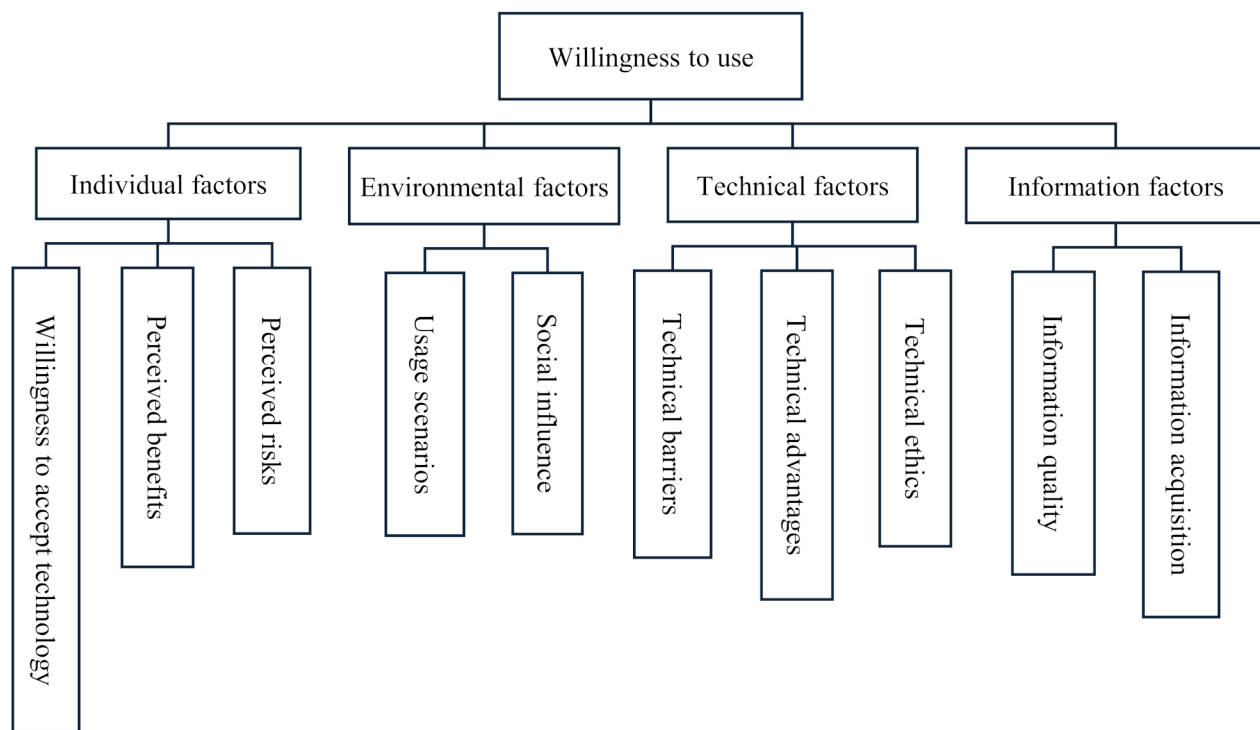 Willingness to use
Individual factors
Environmental factors
Technical factors
Information factors
Willingness to accept technology
Perceived benefits
Perceived risks
Usage scenarios
Social influence
Technical barriers
Technical advantages
Technical ethics
Information quality
Information acquisition